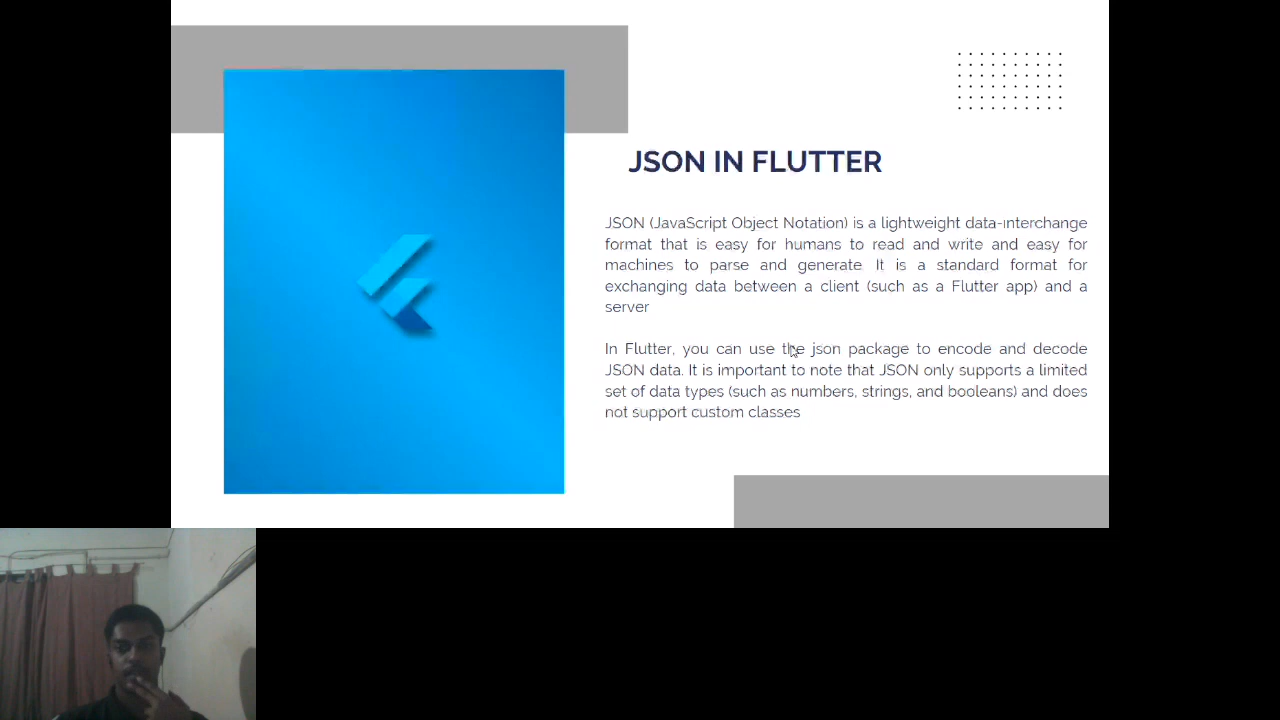 JSON IN FLUTTER
JSON (JavaScript Object Notation) is a lightweight data-interchange
format that is easy for humans to read and write and easy for
machines to parse and generate. It is a standard format for
exchanging data between a client (such as a Flutter app) and a
server
In Flutter, you can use the json package to encode and decode
JSON data. It is important to note that JSON only supports a limited
set of data types (such as numbers, strings, and booleans) and does
not support custom classes